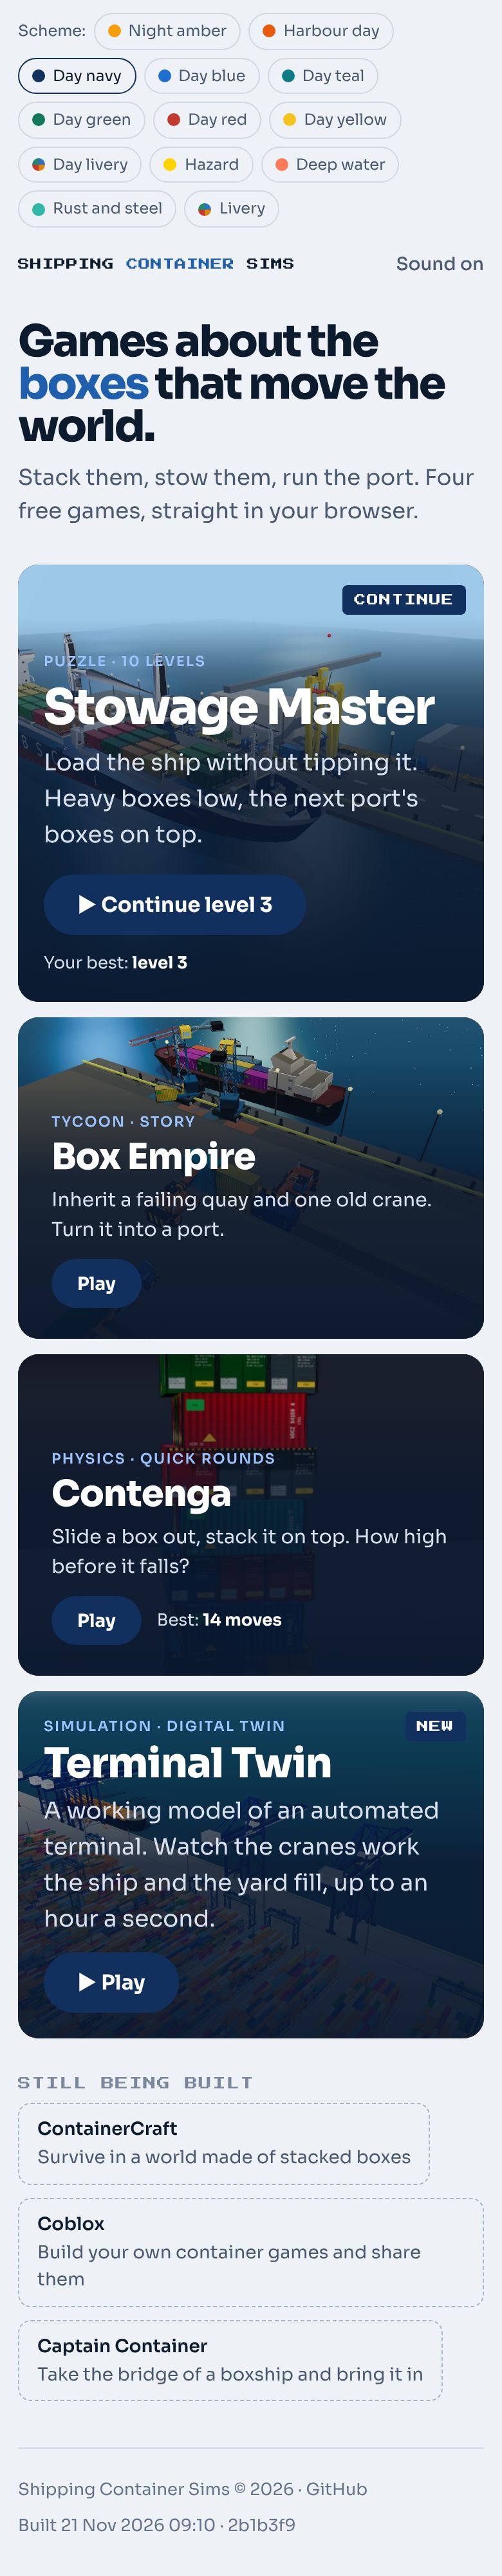 Scheme: Night amber Harbour day
Day navy Day blue Day teal
Day green Day red Day yellow
Day livery Hazard Deep water
Rust and steel Livery
SHIPPING CONTAINER SIMS Sound on
Games about the
boxes that move the
world.
Stack them, stow them, run the port. Four
free games, straight in your browser.
CONTINUE
PUZZLE · 10 LEVELS
Stowage Master
Load the ship without tipping it.
Heavy boxes low, the next port's
boxes on top.
▶ Continue level 3
Your best: level 3
TYCOON · STORY
Box Empire
Inherit a failing quay and one old crane.
Turn it into a port.
Play
PHYSICS · QUICK ROUNDS
Contenga
Slide a box out, stack it on top. How high
before it falls?
Play Best: 14 moves
SIMULATION · DIGITAL TWIN NEW
Terminal Twin
A working model of an automated
terminal. Watch the cranes work
the ship and the yard fill, up to an
hour a second.
▶ Play
STILL BEING BUILT
ContainerCraft
Survive in a world made of stacked boxes
Coblox
Build your own container games and share
them
Captain Container
Take the bridge of a boxship and bring it in
Shipping Container Sims © 2026 · GitHub
Built 21 Nov 2026 09:10 · 2b1b3f9